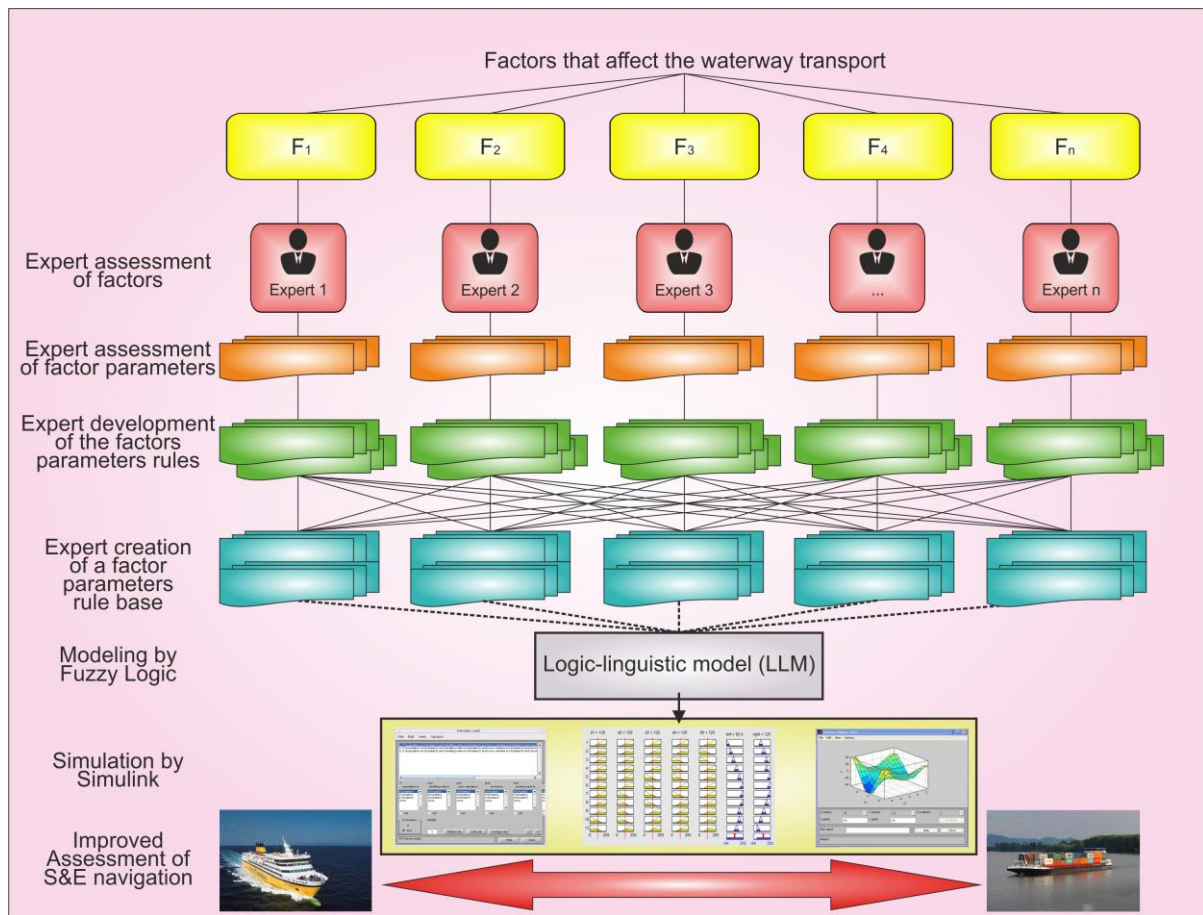 Factors that affect the waterway transport
F1
F2
F3
F4
Fn
Expert assessment
of factors
Expert 1
Expert 2
Expert 3
...
Expert n
Expert assessment
of factor parameters
Expert development
of the factors
parameters rules
Expert creation
of a factor
parameters
rule base
Modeling by
Fuzzy Logic
Logic-linguistic model (LLM)
Simulation by
Simulink
Improved
Assessment of
S&E navigation